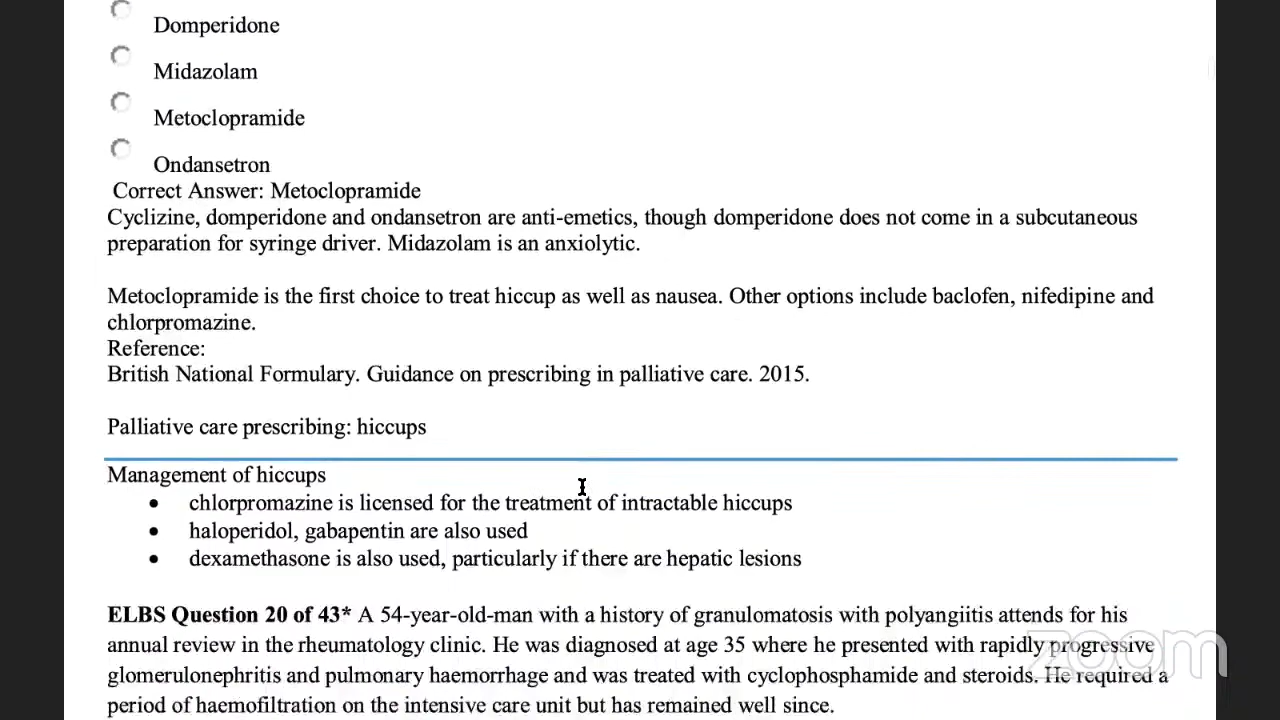 Domperidone
Midazolam
Metoclopramide
Ondansetron
Correct Answer: Metoclopramide
Cyclizine, domperidone and ondansetron are anti-emetics, though domperidone does not come in a subcutaneous
preparation for syringe driver. Midazolam is an anxiolytic.
Metoclopramide is the first choice to treat hiccup as well as nausea. Other options include baclofen, nifedipine and
chlorpromazine.
Reference:
British National Formulary. Guidance on prescribing in palliative care. 2015.
Palliative care prescribing: hiccups
Management of hiccups
• chlorpromazine is licensed for the treatment of intractable hiccups
• haloperidol, gabapentin are also used
• dexamethasone is also used, particularly if there are hepatic lesions
ELBS Question 20 of 43* A 54-year-old-man with a history of granulomatosis with polyangiitis attends for his
annual review in the rheumatology clinic. He was diagnosed at age 35 where he presented with rapidly progressive
glomerulonephritis and pulmonary haemorrhage and was treated with cyclophosphamide and steroids. He required a
period of haemofiltration on the intensive care unit but has remained well since.
zoom